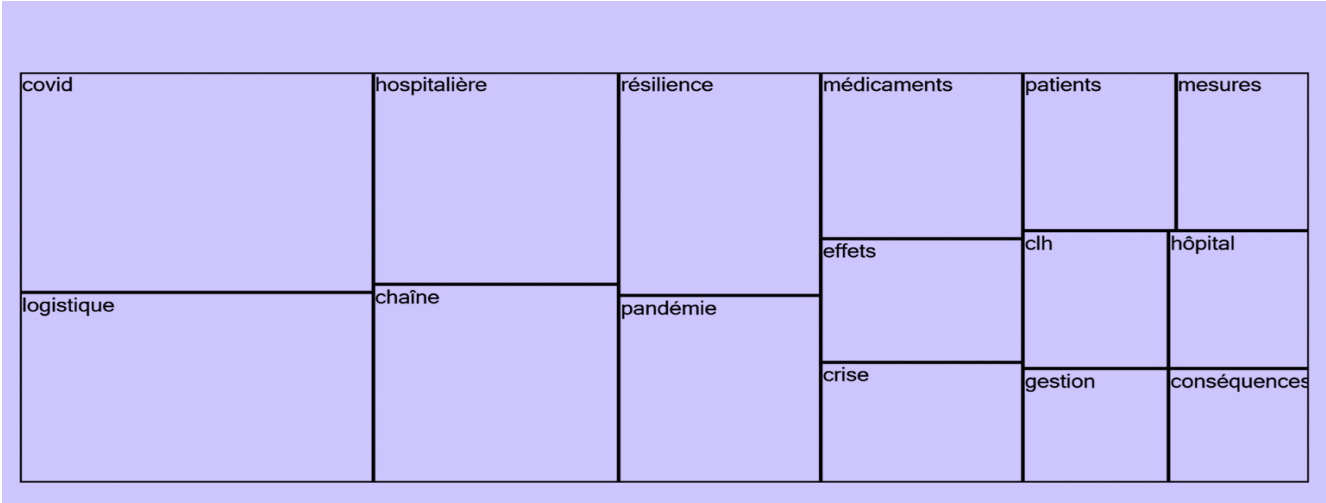 covid
hospitalière
résilience
médicaments
patients
mesures
effets
clh
hôpital
logistique
chaîne
pandémie
crise
gestion
conséquences